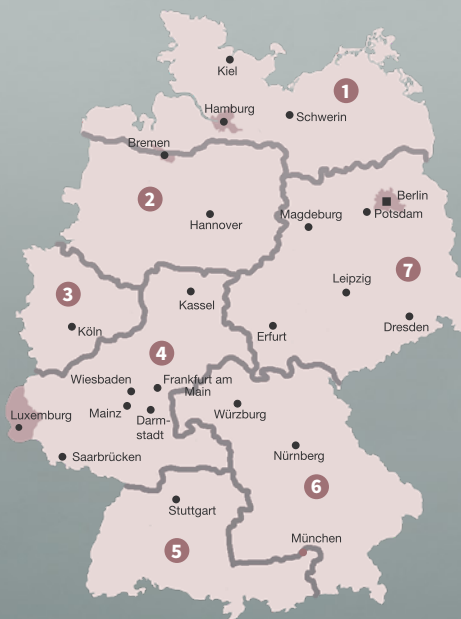 Kiel
1
Hamburg
Schwerin
Bremen
2
Berlin
Potsdam
Magdeburg
Hannover
7
3
Leipzig
Kassel
Dresden
Köln
Erfurt
4
Wiesbaden
Frankfurt am
Main
Mainz
Darm-
stadt
Würzburg
Luxemburg
Nürnberg
Saarbrücken
6
Stuttgart
München
5